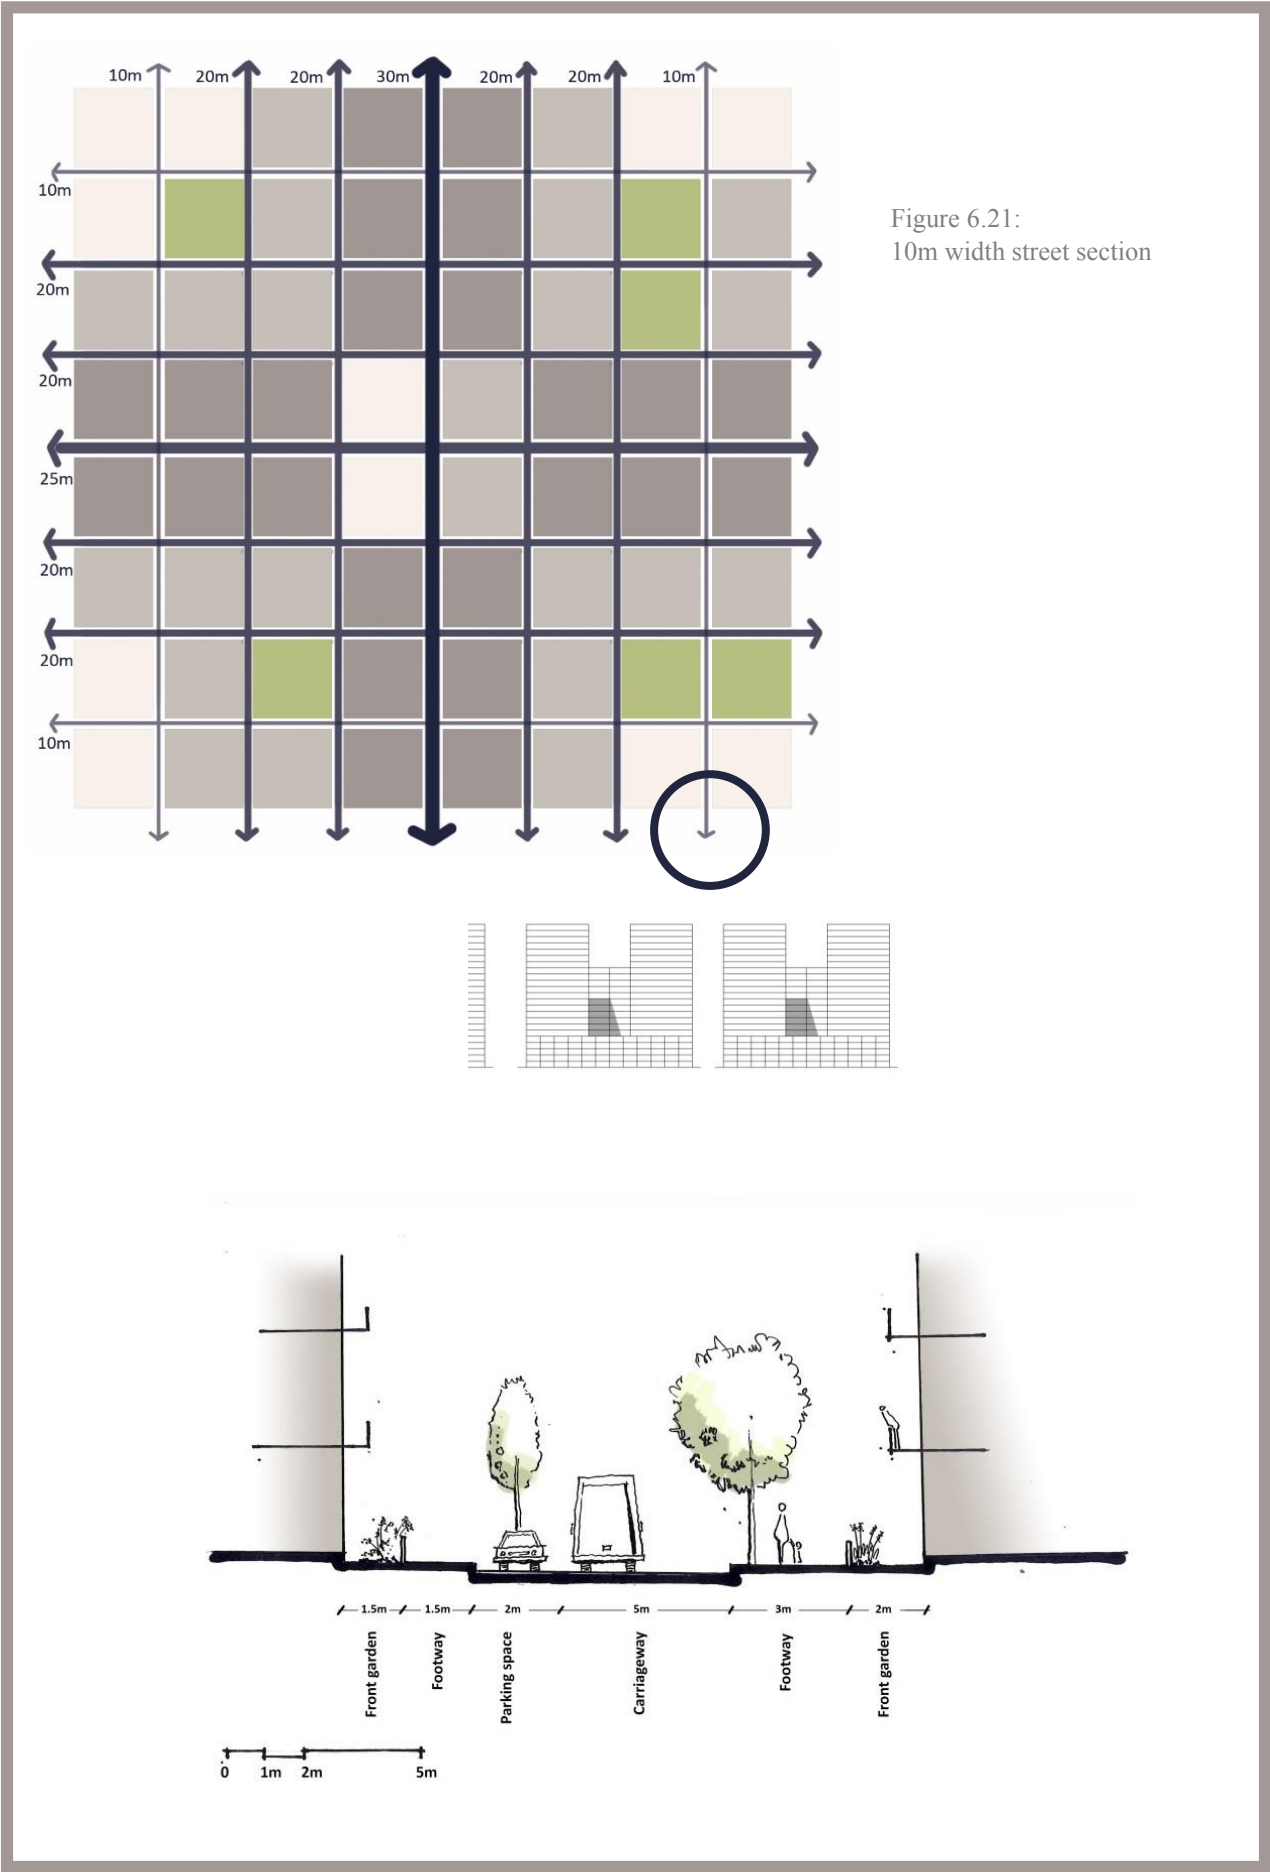 10m
20m
20m
30m
20m
20m
10m
10m
20m
20m
25m
20m
20m
10m
Figure 6.21:
10m width street section
1.5m
1.5m
2m
5m
3m
2m
Front garden
Footway
Parking space
Carriageway
Footway
Front garden
0
1m
2m
5m